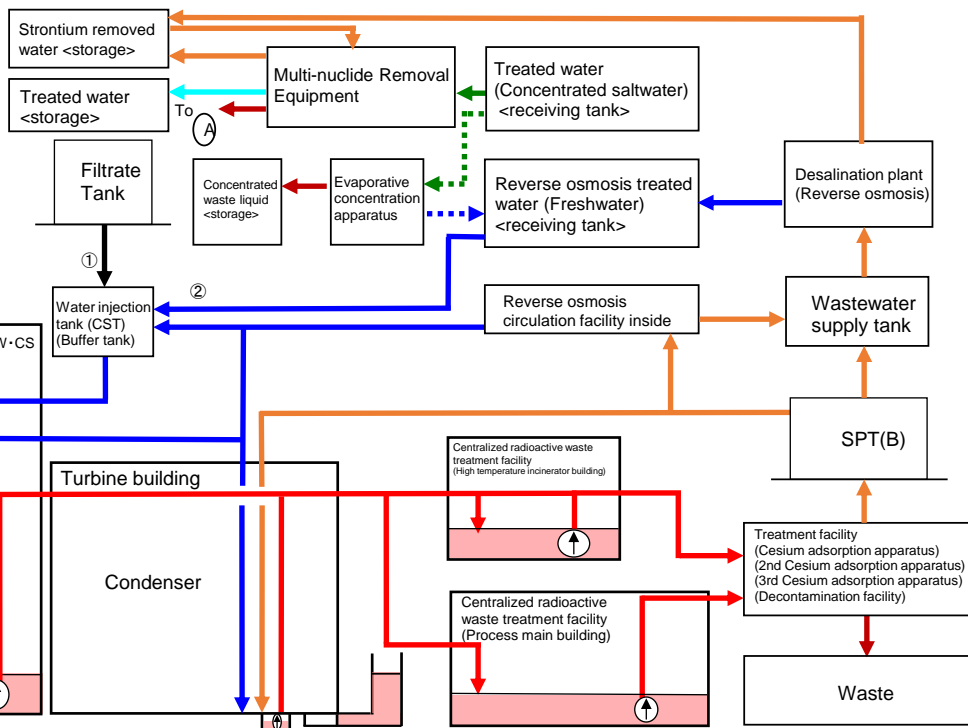 Strontium removed
water <storage>
Treated water
<storage>
To
A
Multi-nuclide Removal
Equipment
Treated water
(Concentrated saltwater)
<receiving tank>
Filtrate
Tank
Concentrated
waste liquid
<storage>
Evaporative
concentration
apparatus
Reverse osmosis treated
water (Freshwater)
<receiving tank>
Desalination plant
(Reverse osmosis)
①
②
Water injection
tank (CST)
(Buffer tank)
Reverse osmosis
circulation facility inside
Wastewater
supply tank
W・CS
SPT(B)
Turbine building
Condenser
Centralized radioactive waste
treatment facility
(High temperature incinerator building)
Treatment facility
(Cesium adsorption apparatus)
(2nd Cesium adsorption apparatus)
(3rd Cesium adsorption apparatus)
(Decontamination facility)
Centralized radioactive
waste treatment facility
(Process main building)
Waste